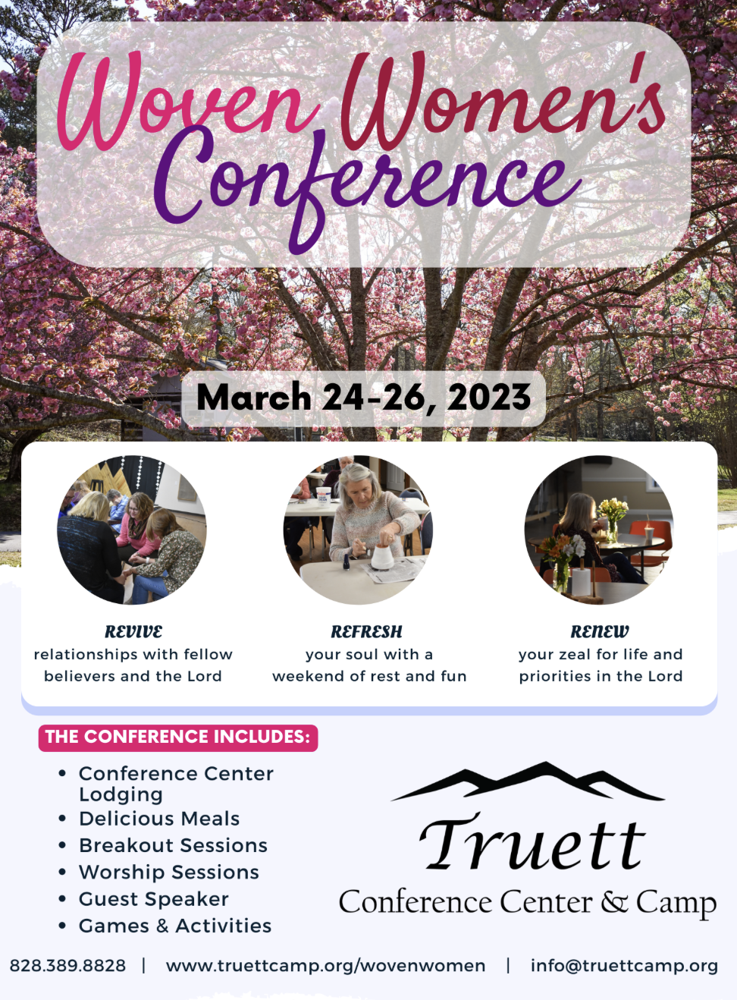 Woven Women's
Conference
March 24-26, 2023
REVIVE
relationships with fellow
believers and the Lord
REFRESH
your soul with a
weekend of rest and fun
RENEW
your zeal for life and
priorities in the Lord
THE CONFERENCE INCLUDES:
• Conference Center
Lodging
• Delicious Meals
• Breakout Sessions
• Worship Sessions
• Guest Speaker
• Games & Activities
Truett
Conference Center & Camp
828.389.8828 | www.truettcamp.org/wovenwomen | info@truettcamp.org